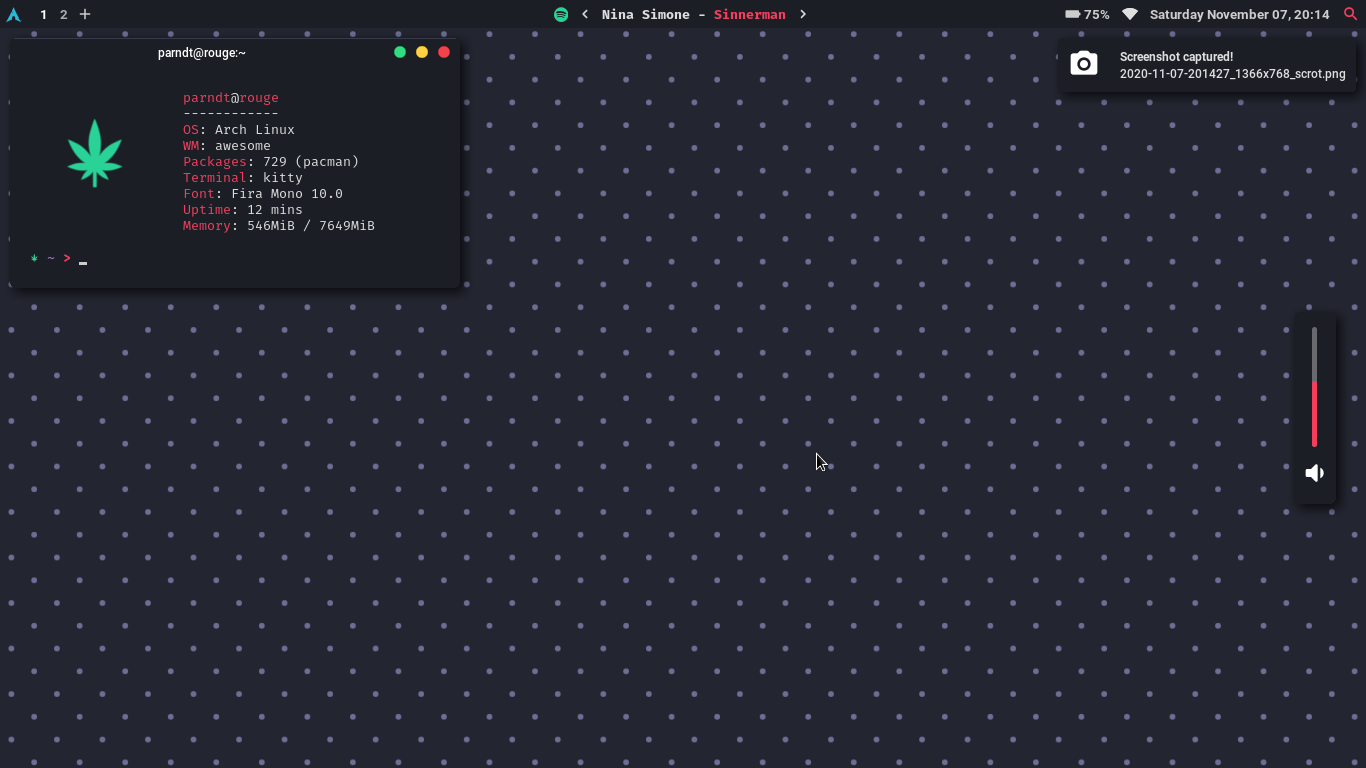 1 2 +
Nina Simone - Sinnerman
75%
Saturday November 07, 20:14
parndt@rouge:~
parndt@rouge
------------
OS: Arch Linux
WM: awesome
Packages: 729 (pacman)
Terminal: kitty
Font: Fira Mono 10.0
Uptime: 12 mins
Memory: 546MiB / 7649MiB
* ~ > _
Screenshot captured!
2020-11-07-201427_1366x768_scrot.png